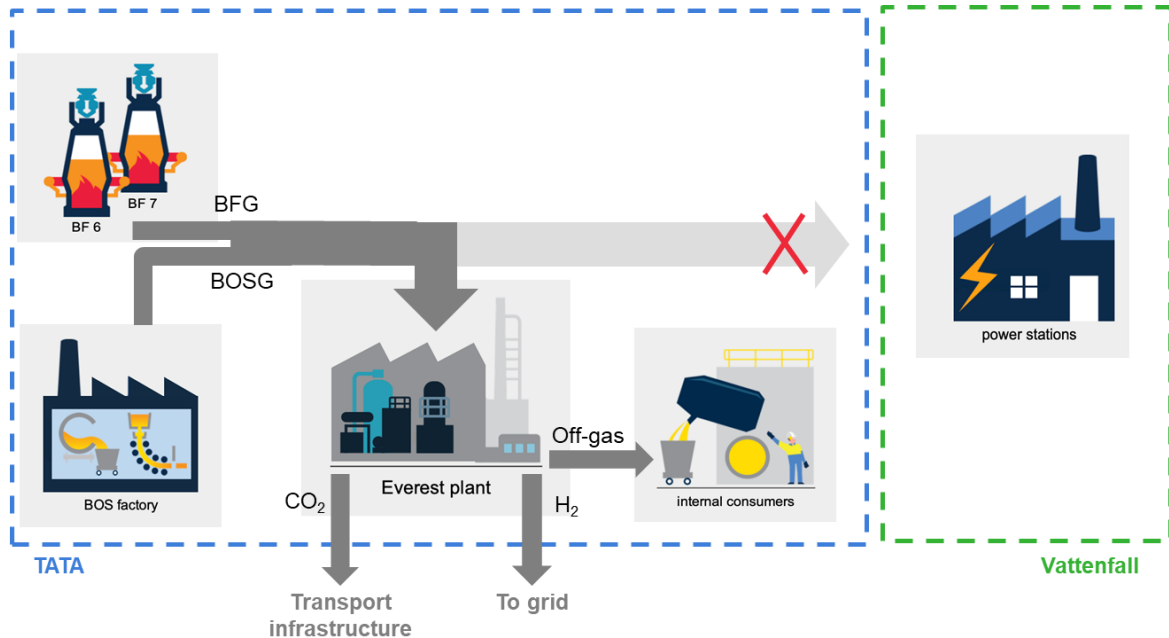 BF 7
BF 6
BFG
BOSG
power stations
BOS factory
Everest plant
Off-gas
internal consumers
CO₂
H₂
TATA
Vattenfall
Transport
infrastructure
To grid